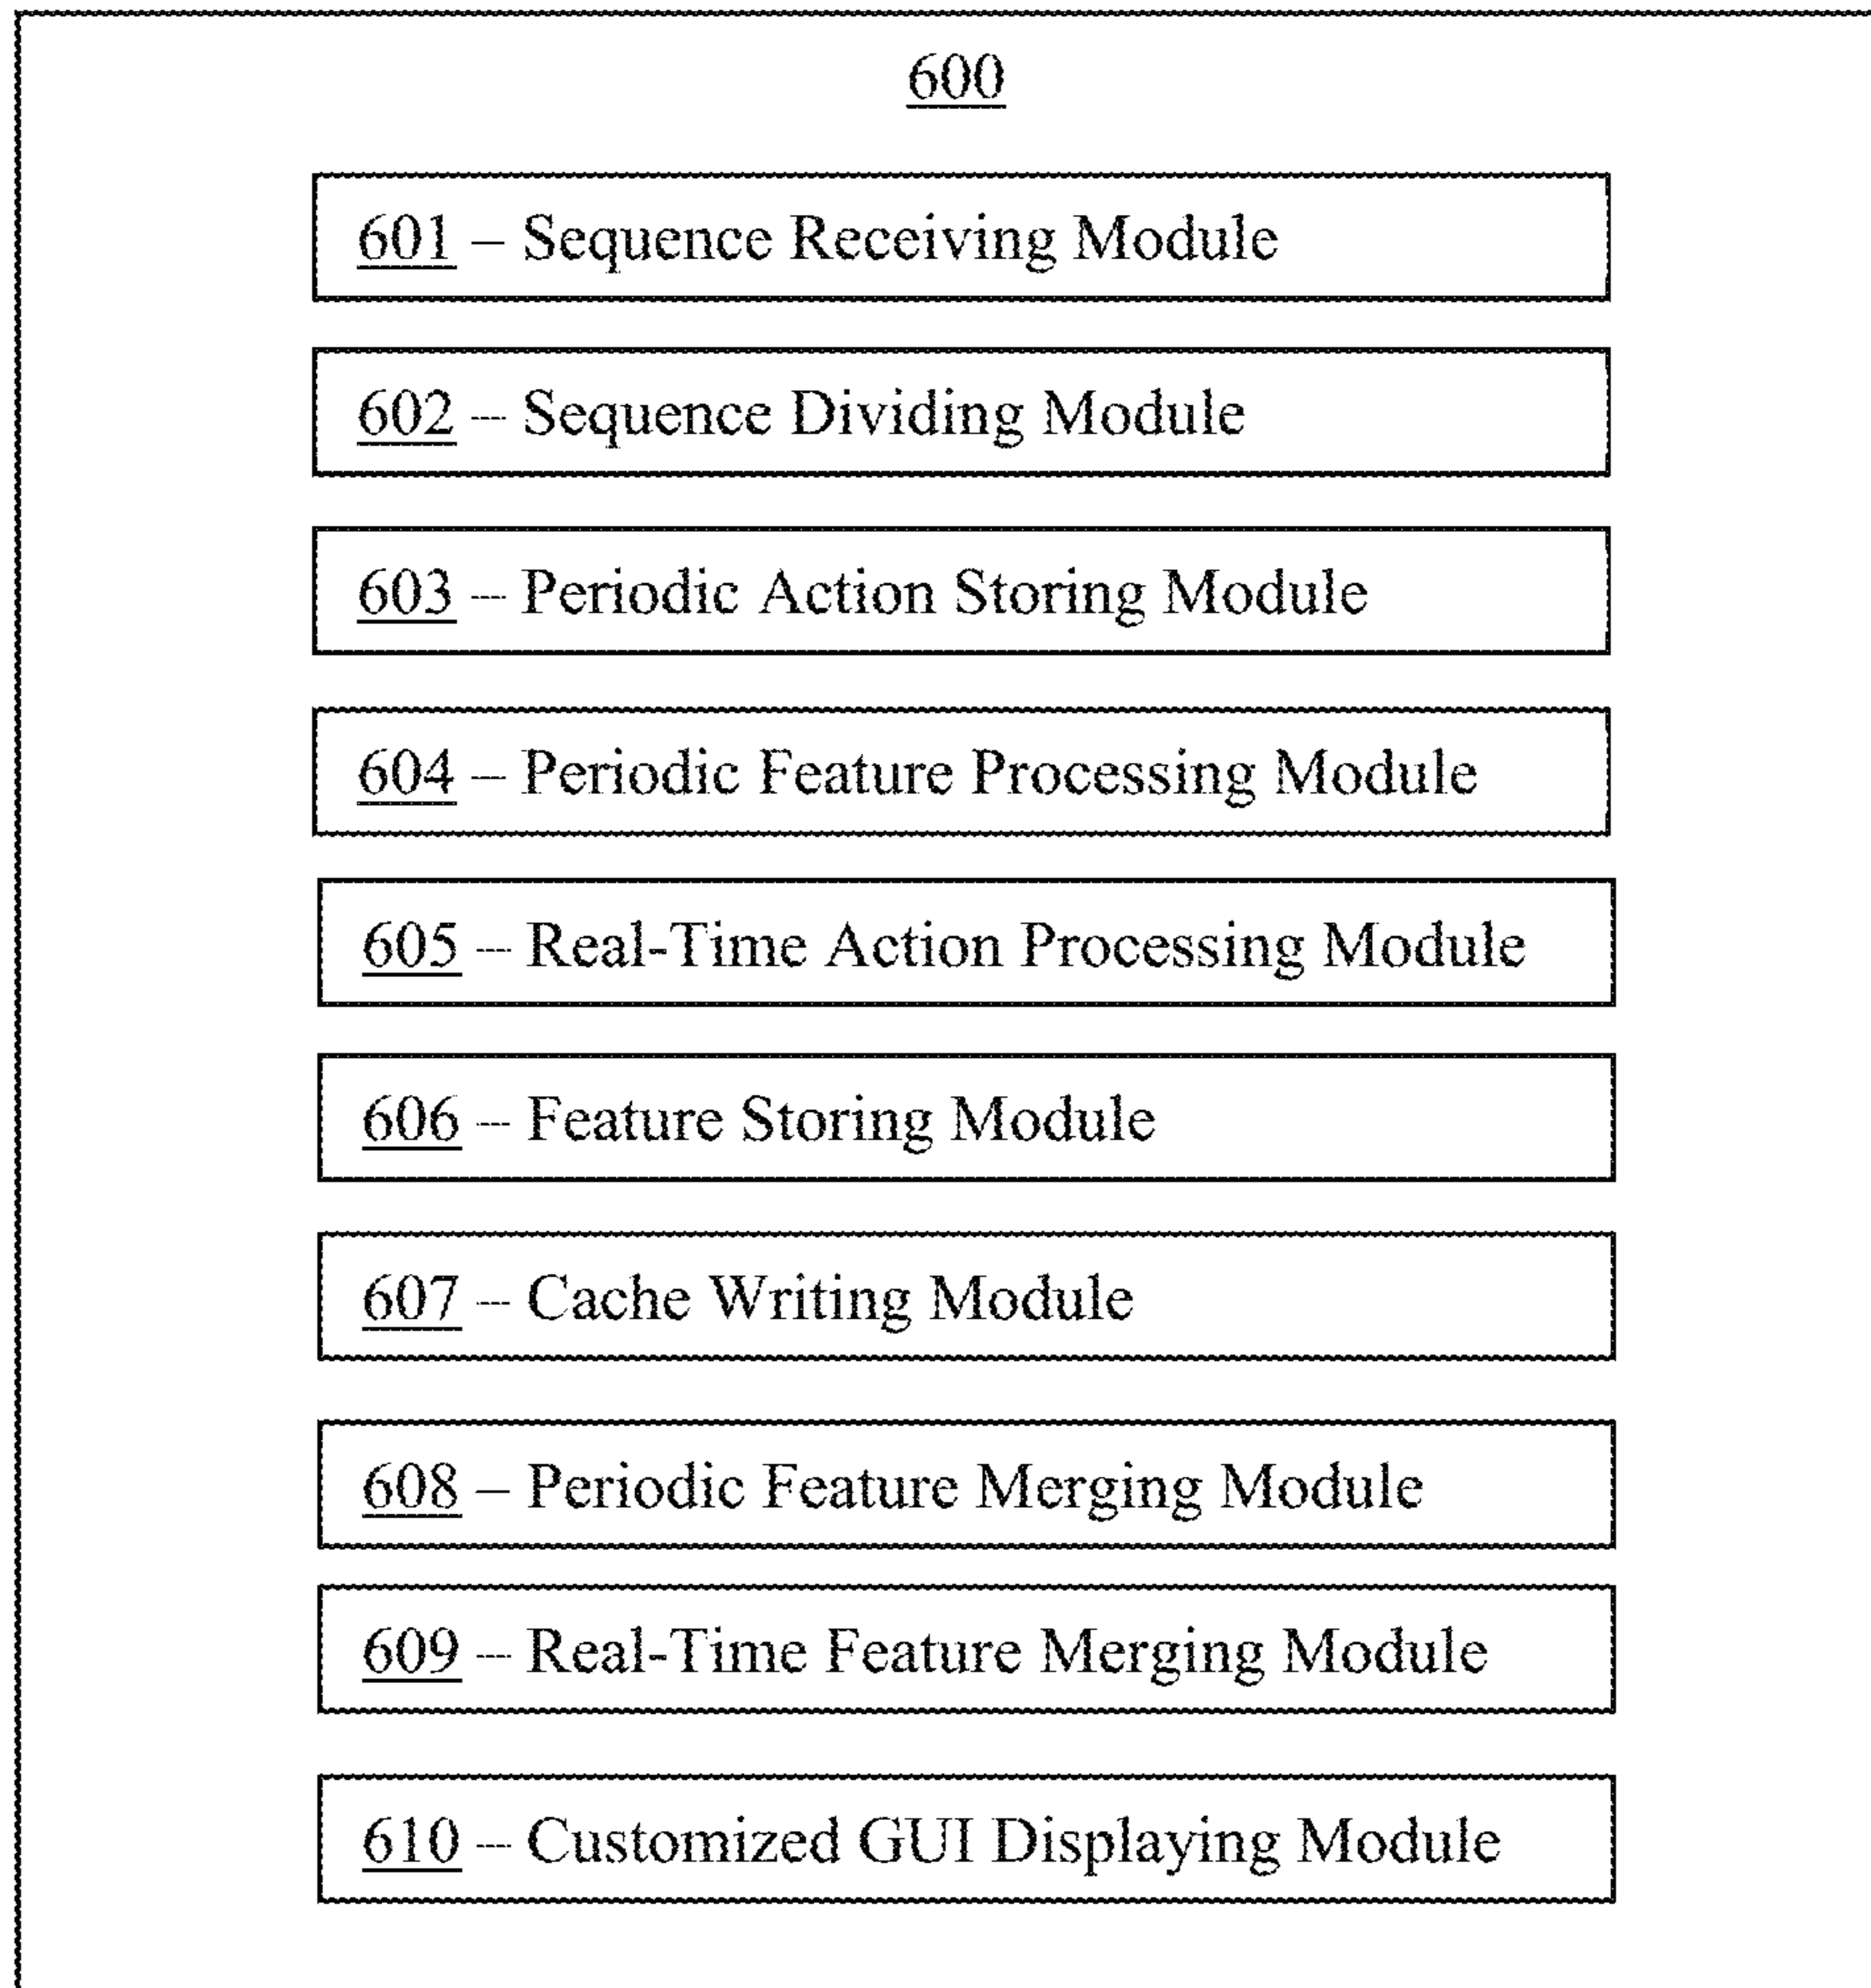 600
601 – Sequence Receiving Module
602 – Sequence Dividing Module
603 – Periodic Action Storing Module
604 – Periodic Feature Processing Module
605 – Real-Time Action Processing Module
606 – Feature Storing Module
607 – Cache Writing Module
608 – Periodic Feature Merging Module
609 – Real-Time Feature Merging Module
610 – Customized GUI Displaying Module